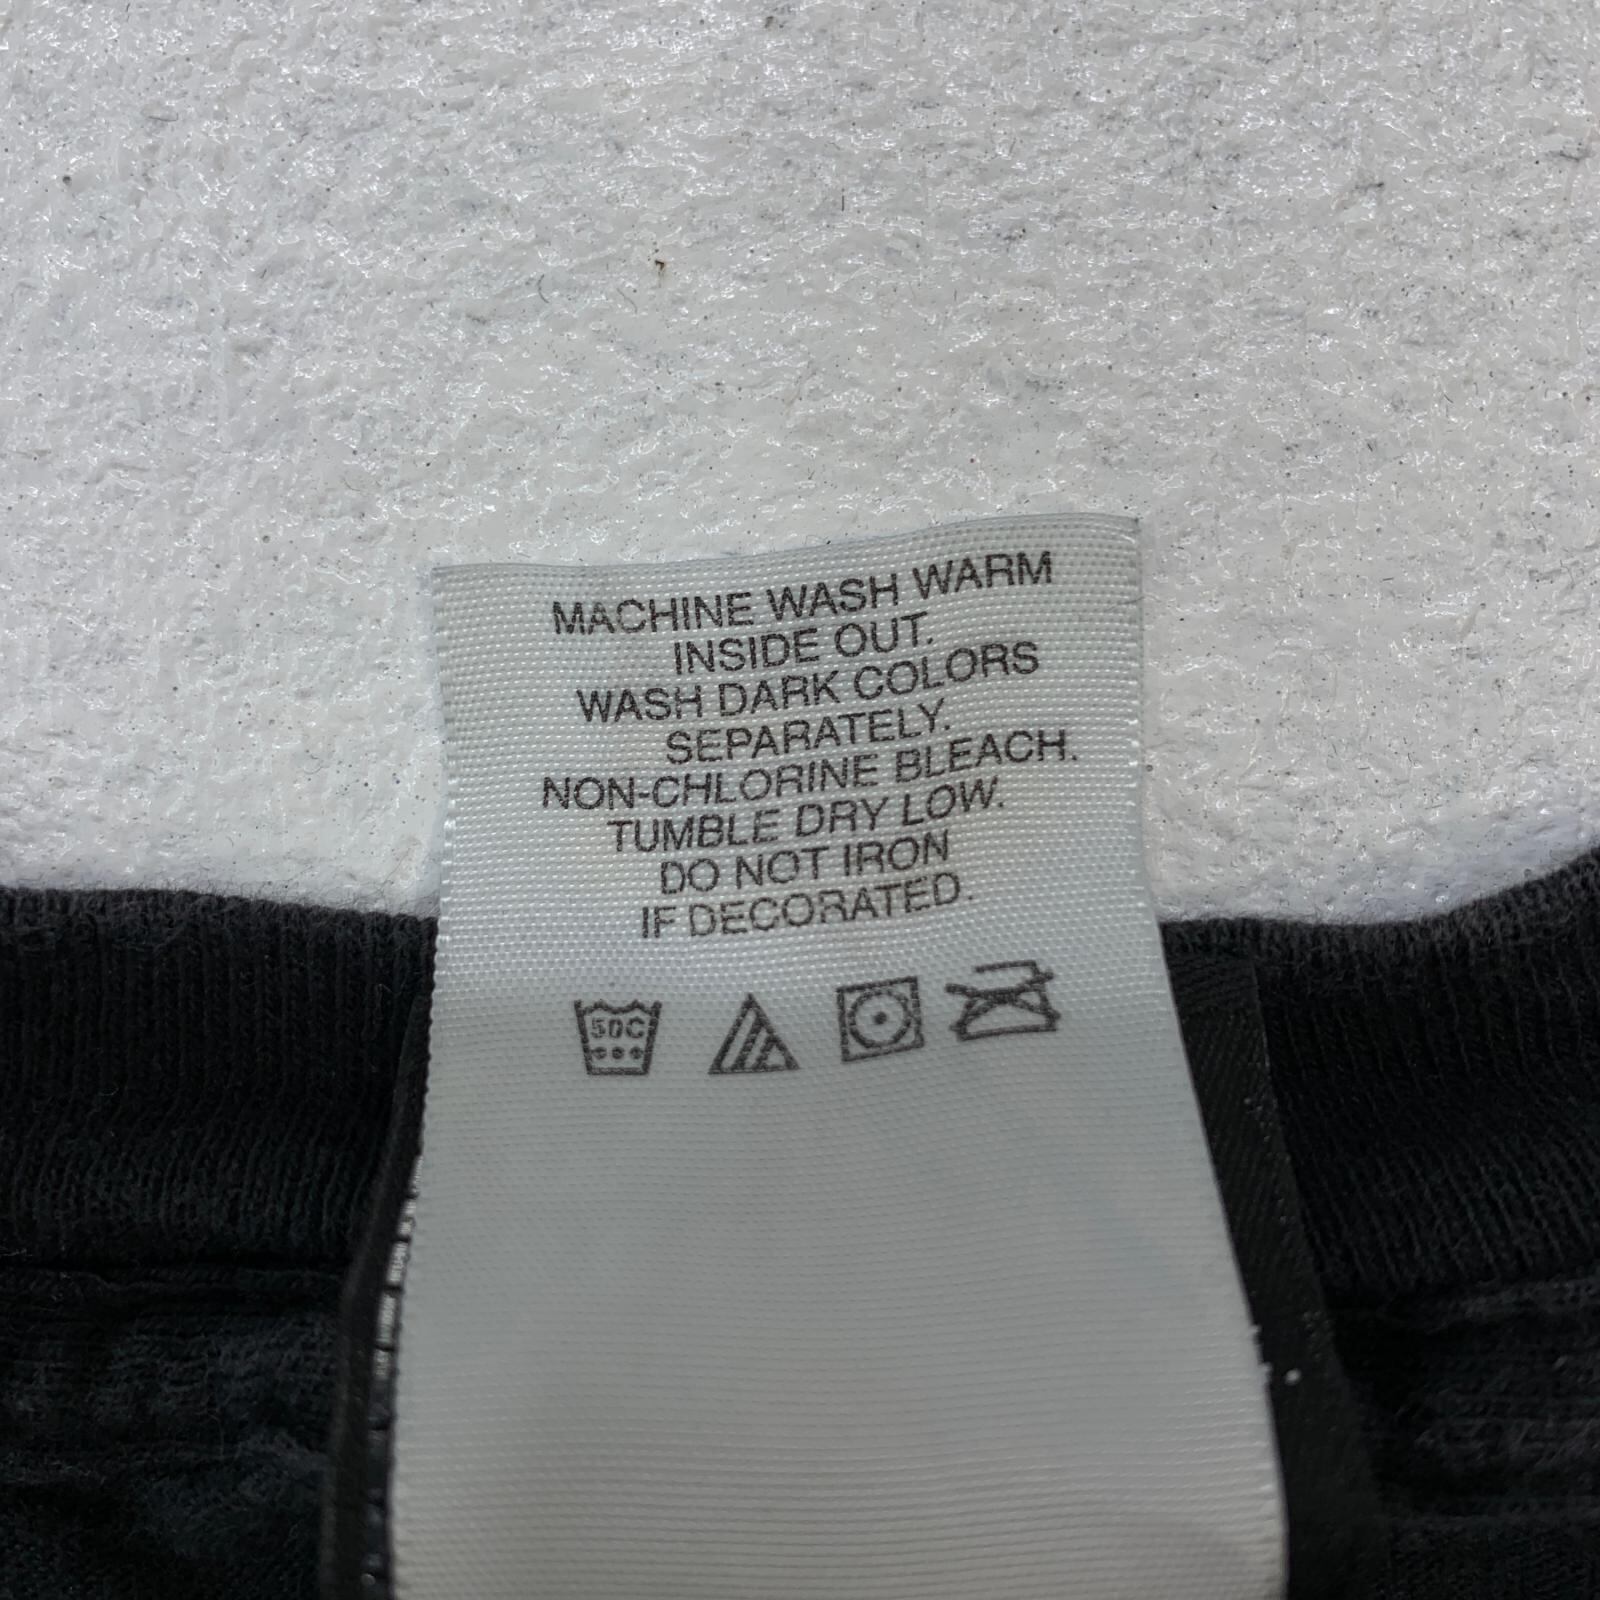 MACHINE WASH WARM
INSIDE OUT.
WASH DARK COLORS
SEPARATELY.
NON-CHLORINE BLEACH.
TUMBLE DRY LOW.
DO NOT IRON
IF DECORATED.
50C